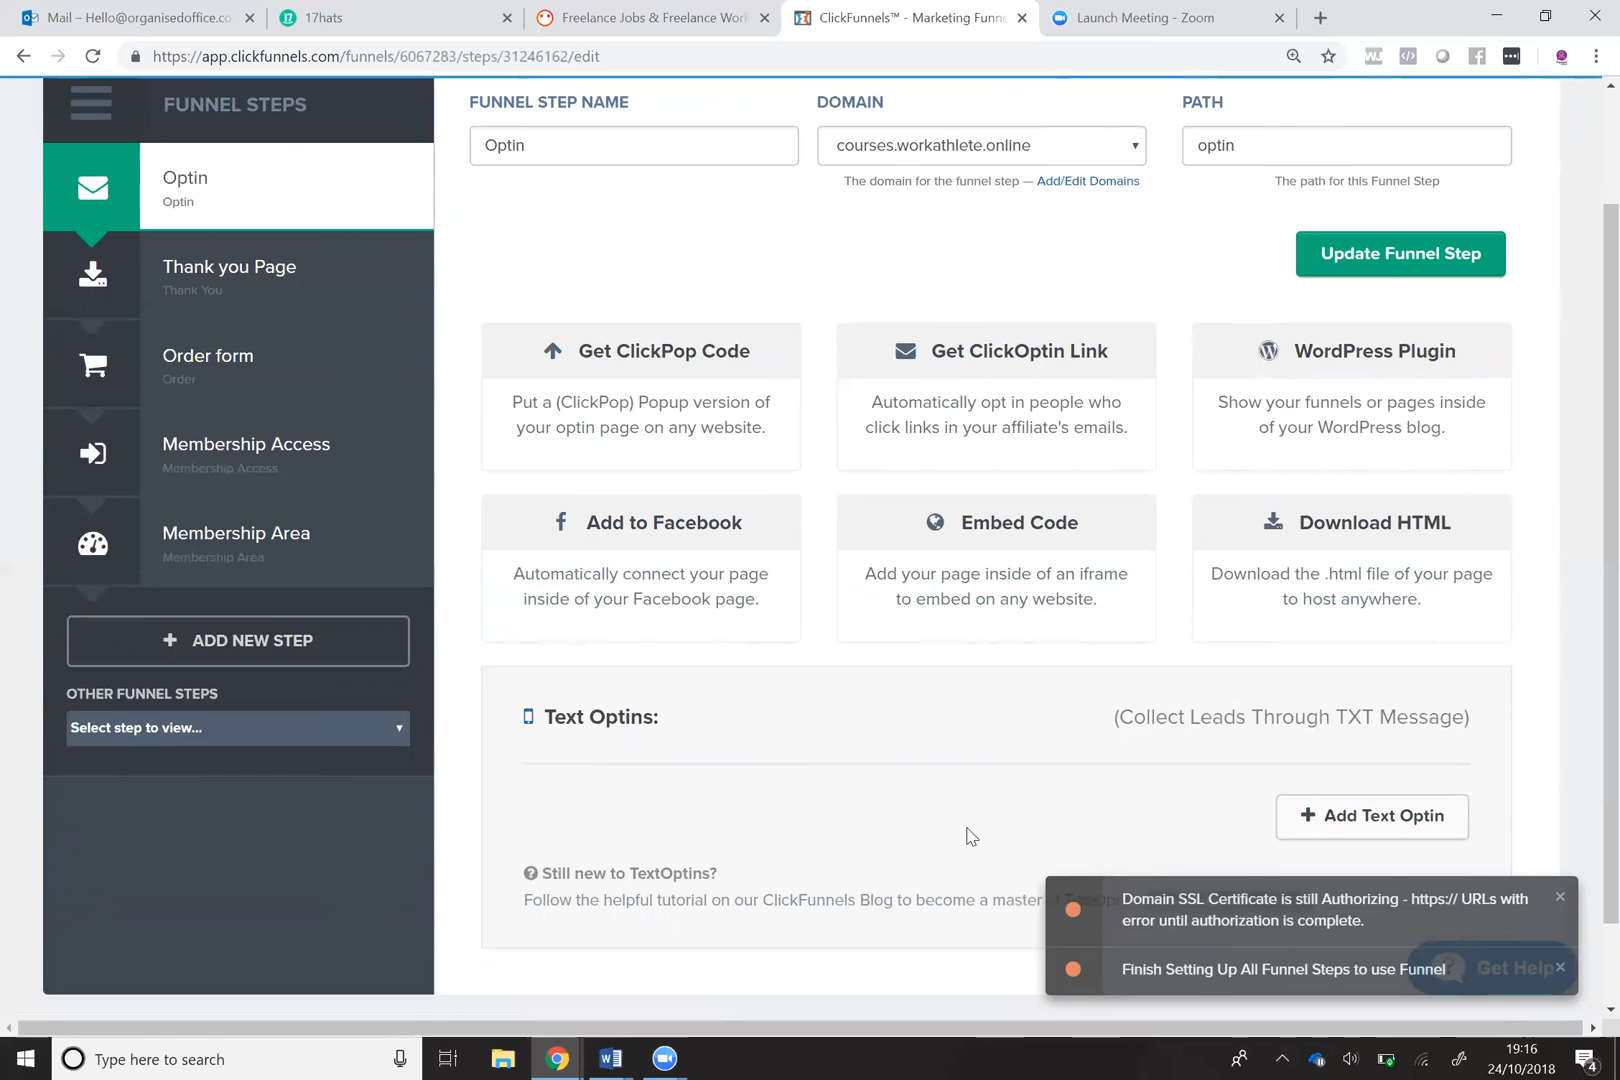 Mail – Hello@organisedoffice.co
17hats
Freelance Jobs & Freelance Worl
ClickFunnels™ - Marketing Funne
Launch Meeting - Zoom
https://app.clickfunnels.com/funnels/6067283/steps/31246162/edit
FUNNEL STEPS
Optin
Optin
Thank you Page
Thank You
Order form
Order
Membership Access
Membership Access
Membership Area
Membership Area
+ ADD NEW STEP
OTHER FUNNEL STEPS
Select step to view...
FUNNEL STEP NAME
Optin
DOMAIN
courses.workathlete.online
The domain for the funnel step — Add/Edit Domains
PATH
optin
The path for this Funnel Step
Update Funnel Step
Get ClickPop Code
Put a (ClickPop) Popup version of
your optin page on any website.
Get ClickOptin Link
Automatically opt in people who
click links in your affiliate's emails.
WordPress Plugin
Show your funnels or pages inside
of your WordPress blog.
Add to Facebook
Automatically connect your page
inside of your Facebook page.
Embed Code
Add your page inside of an iframe
to embed on any website.
Download HTML
Download the .html file of your page
to host anywhere.
Text Optins:
(Collect Leads Through TXT Message)
+ Add Text Optin
Still new to TextOptins?
Follow the helpful tutorial on our ClickFunnels Blog to become a master
Domain SSL Certificate is still Authorizing - https:// URLs with
error until authorization is complete.
Finish Setting Up All Funnel Steps to use Funnel
Get Help
Type here to search
19:16
24/10/2018
4